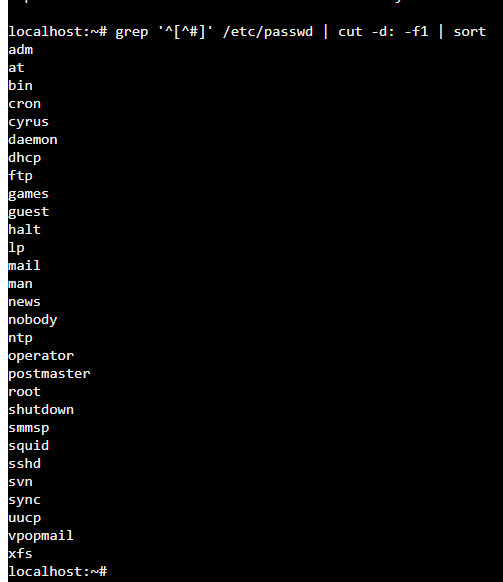 localhost:~# grep '^[^#]' /etc/passwd | cut -d: -f1 | sort
adm
at
bin
cron
cyrus
daemon
dhcp
ftp
games
guest
halt
lp
mail
man
news
nobody
ntp
operator
postmaster
root
shutdown
smmsp
squid
sshd
svn
sync
uucp
vpopmail
xfs
localhost:~#